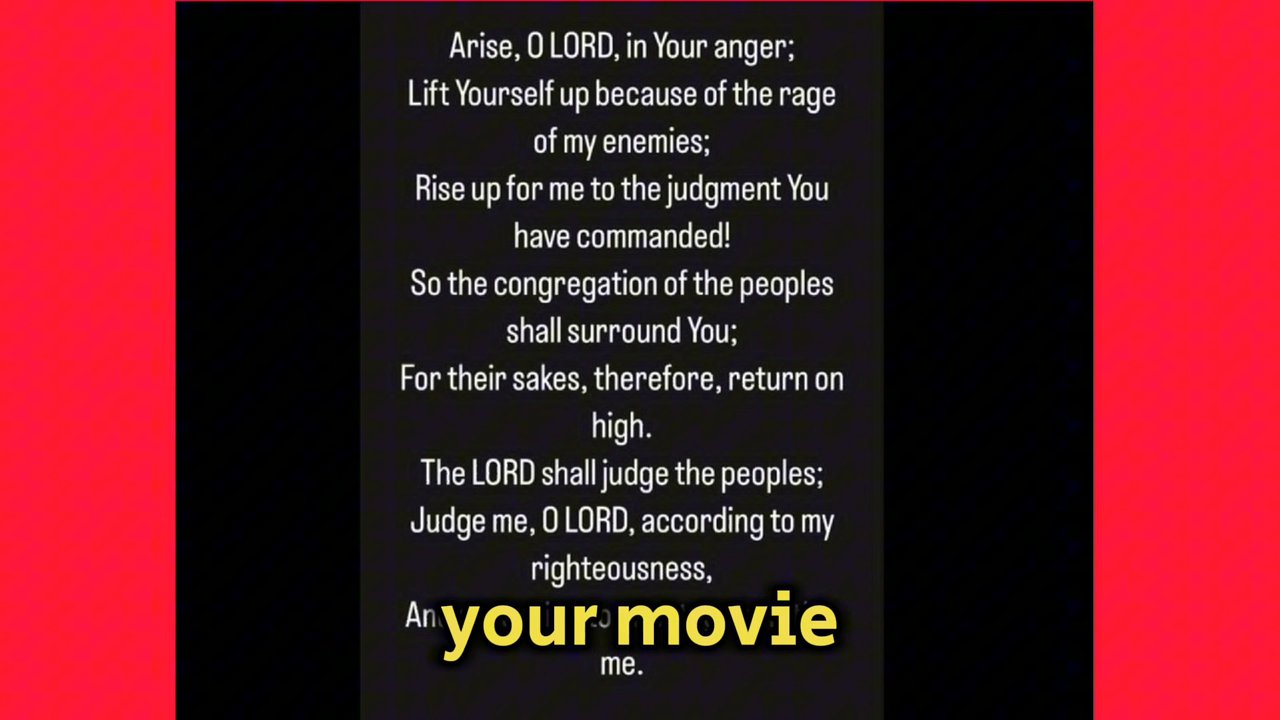 Arise, O LORD, in Your anger;
Lift Yourself up because of the rage
of my enemies;
Rise up for me to the judgment You
have commanded!
So the congregation of the peoples
shall surround You;
For their sakes, therefore, return on
high.
The LORD shall judge the peoples;
Judge me, O LORD, according to my
righteousness,
your movie
me.